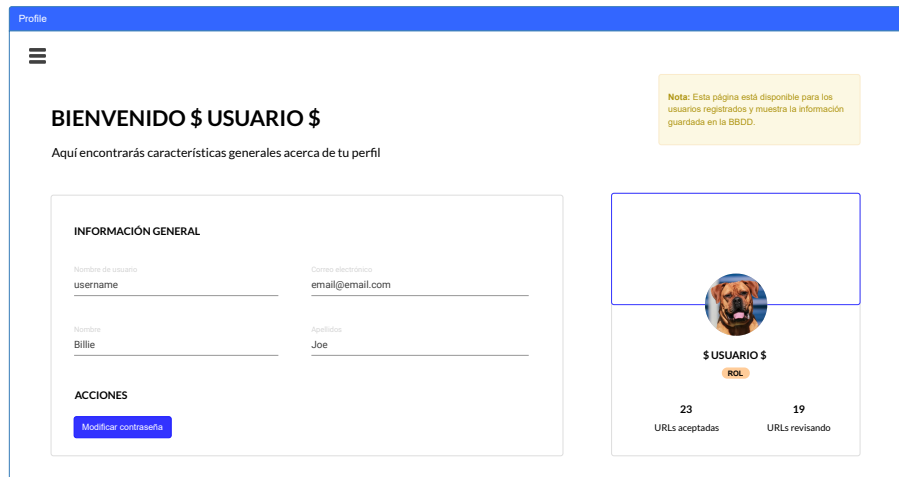 Profile
Nota: Esta página está disponible para los
usuarios registrados y muestra la información
guardada en la BBDD.
BIENVENIDO $ USUARIO $
Aquí encontrarás características generales acerca de tu perfil
INFORMACIÓN GENERAL
Nombre de usuario
Correo electrónico
username
email@email.com
Nombre
Apellidos
Billie
Joe
ACCIONES
Modificar contraseña
$ USUARIO $
ROL
23
19
URLs aceptadas
URLs revisando